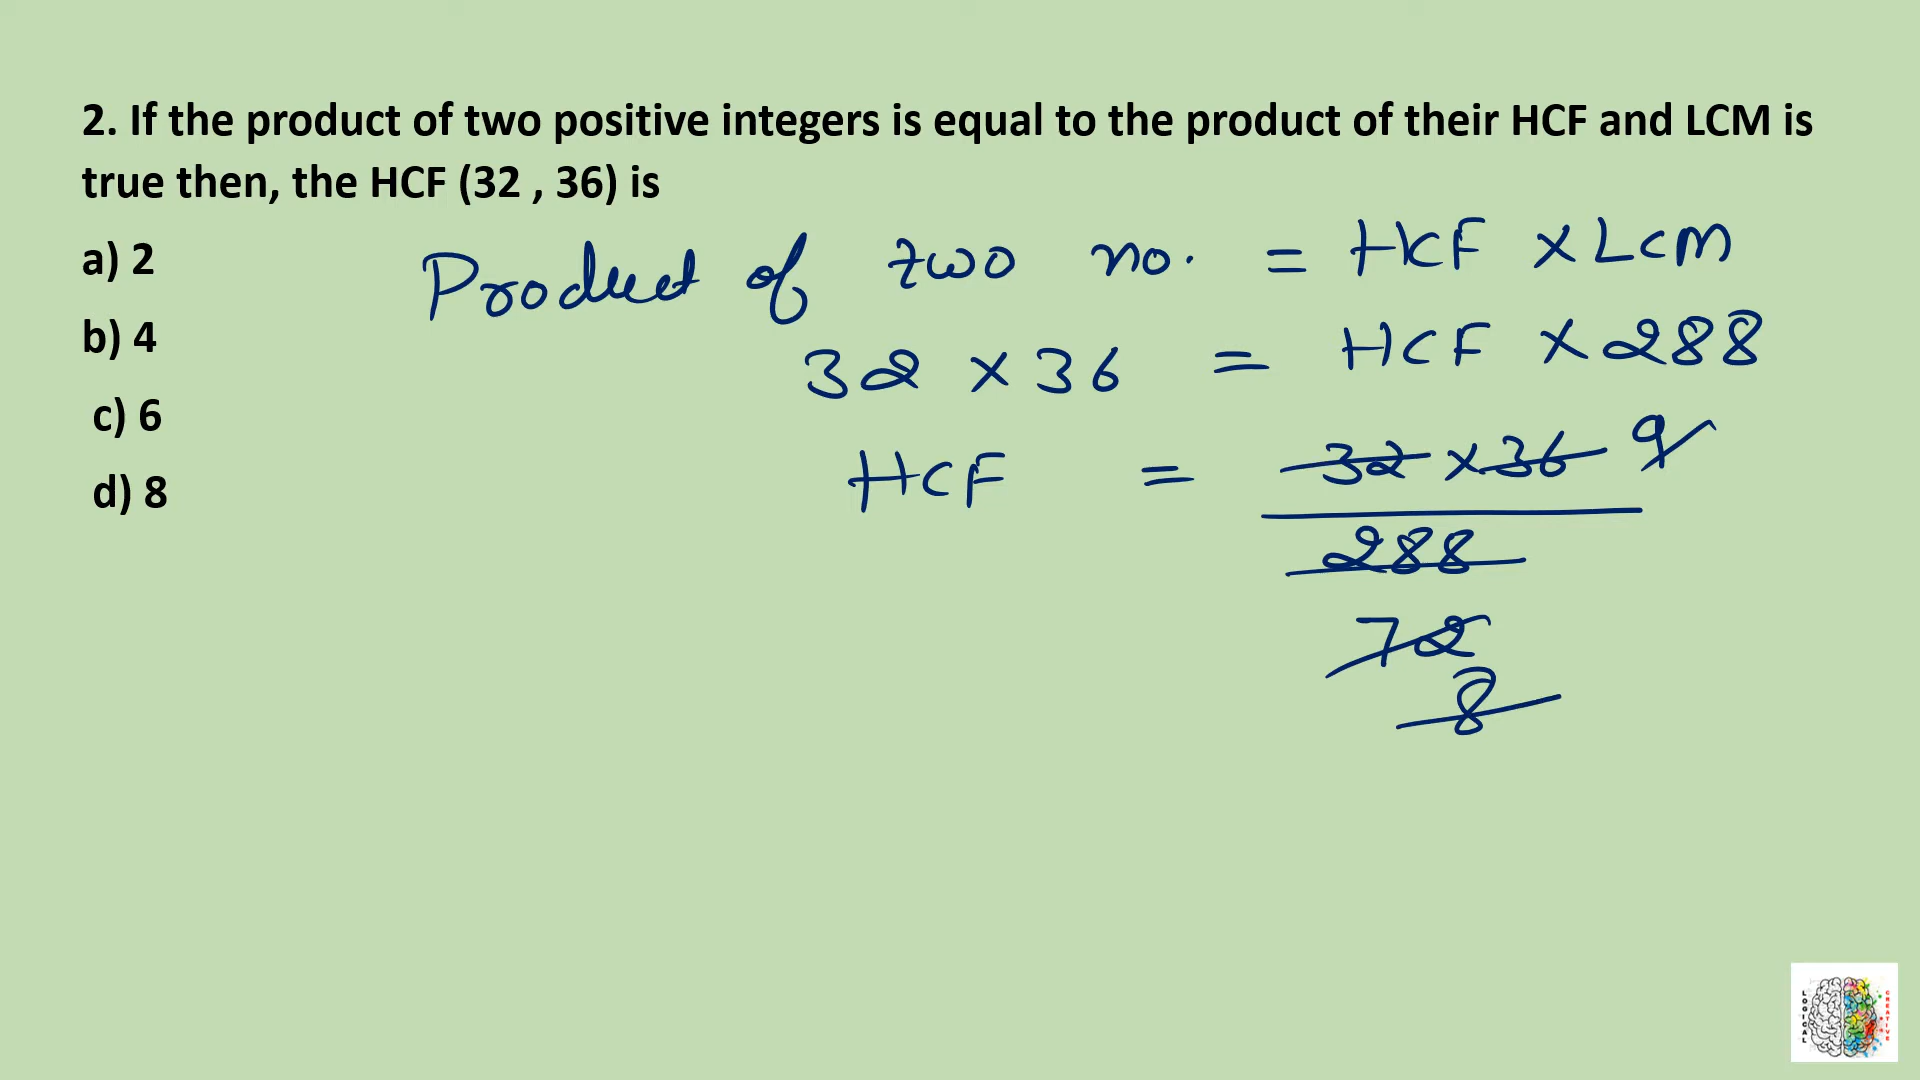 2. If the product of two positive integers is equal to the product of their HCF and LCM is
true then, the HCF (32 , 36) is
a) 2
b) 4
c) 6
d) 8
Product of two no. = HCF × LCM
32 × 36 = HCF × 288
HCF = 32 × 36 9
288
72
8
LOGICAL
CREATIVE